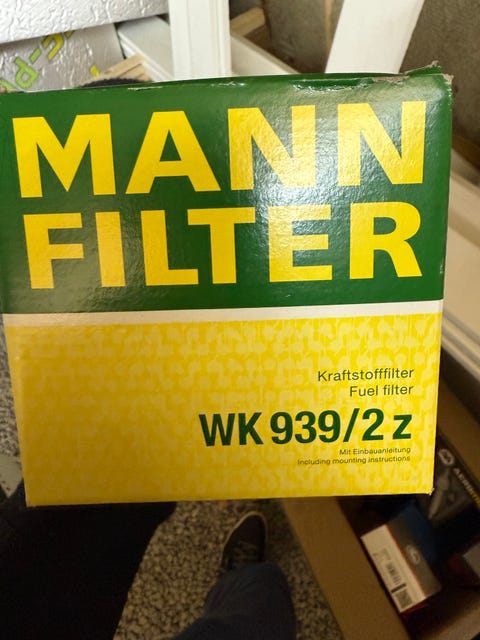 MANN
FILTER
Kraftstofffilter
Fuel filter
WK 939/2 z
Mit Einbauanleitung
Including mounting instructions